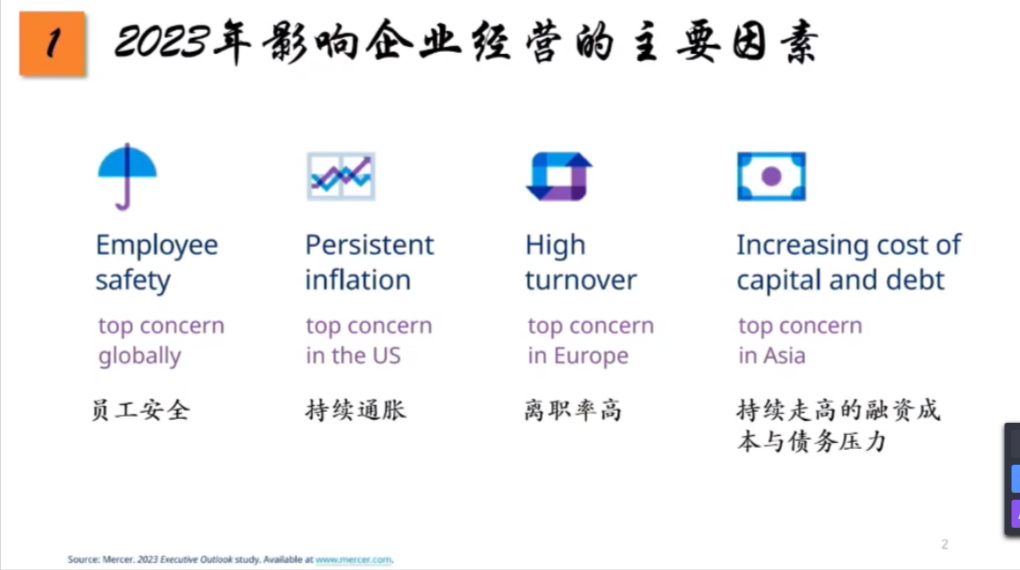 1
2023年影响企业经营的主要因素
Employee
safety
top concern
globally
员工安全
Persistent
inflation
top concern
in the US
持续通胀
High
turnover
top concern
in Europe
离职率高
Increasing cost of
capital and debt
top concern
in Asia
持续走高的融资成
本与债务压力
2
Source: Mercer. 2023 Executive Outlook study. Available at www.mercer.com.